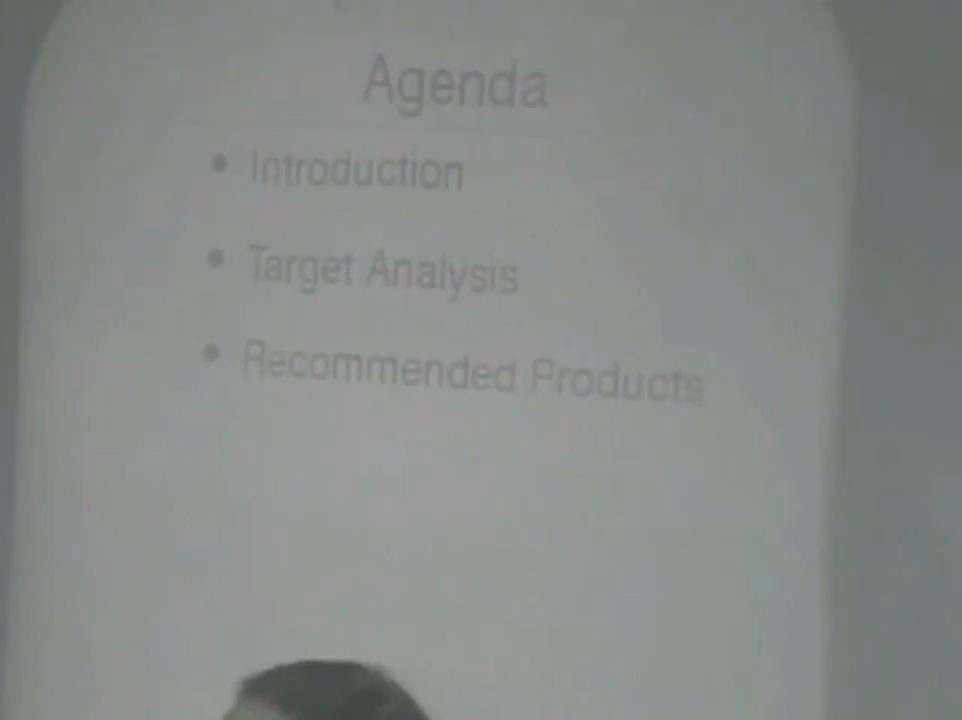 Agenda
• Introduction
• Target Analysis
• Recommended Products